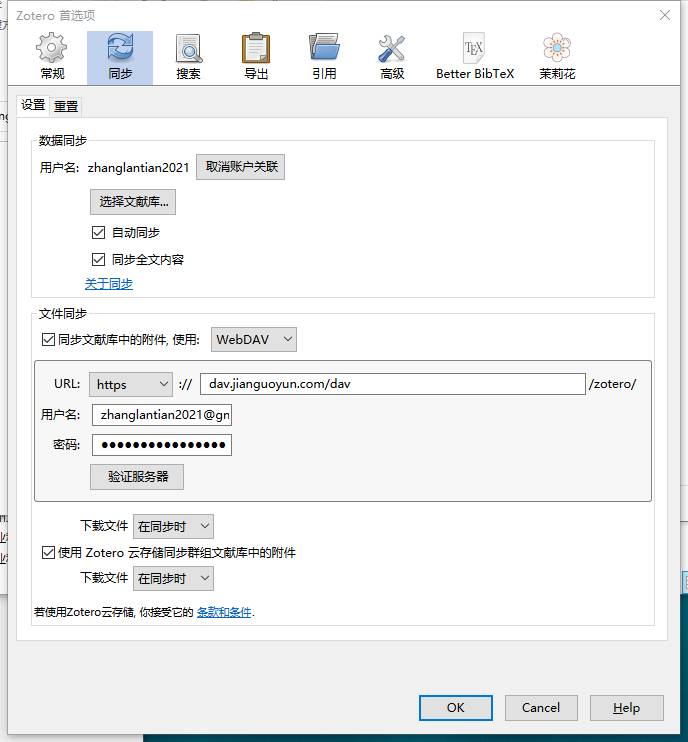 Zotero 首选项
常规 同步 搜索 导出 引用 高级 Better BibTeX 茉莉花
设置 重置
数据同步
用户名: zhanglantian2021 取消账户关联
选择文献库...
自动同步
同步全文内容
关于同步
文件同步
同步文献库中的附件, 使用: WebDAV
URL: https :// dav.jianguoyun.com/dav /zotero/
用户名: zhanglantian2021@gn
密码: ●●●●●●●●●●●●●●●●
验证服务器
下载文件 在同步时
使用 Zotero 云存储同步群组文献库中的附件
下载文件 在同步时
若使用Zotero云存储, 你接受它的 条款和条件.
OK Cancel Help